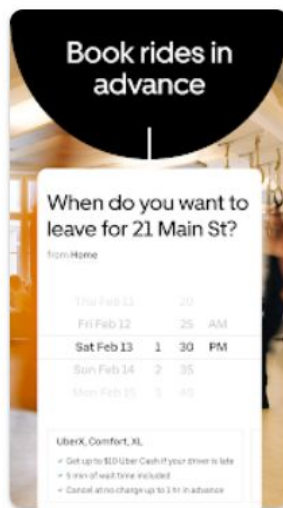 Book rides in
advance
When do you want to
leave for 21 Main St?
from Home
Thu Feb 11 20
Fri Feb 12 25 AM
Sat Feb 13 1 30 PM
Sun Feb 14 2 35
Mon Feb 15 3 40
UberX, Comfort, XL
✓ Get up to $10 Uber Cash if your driver is late
✓ 5 min of wait time included
✓ Cancel at no charge up to 1 hr in advance